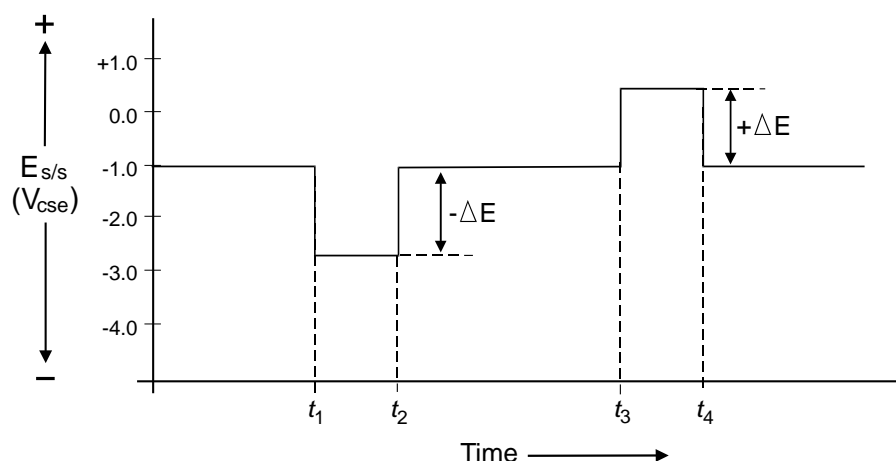 +
+1.0
0.0
-1.0
-2.0
-3.0
-4.0
E s/s
(Vcse)
−
-△E
+△E
t1
t2
t3
t4
Time